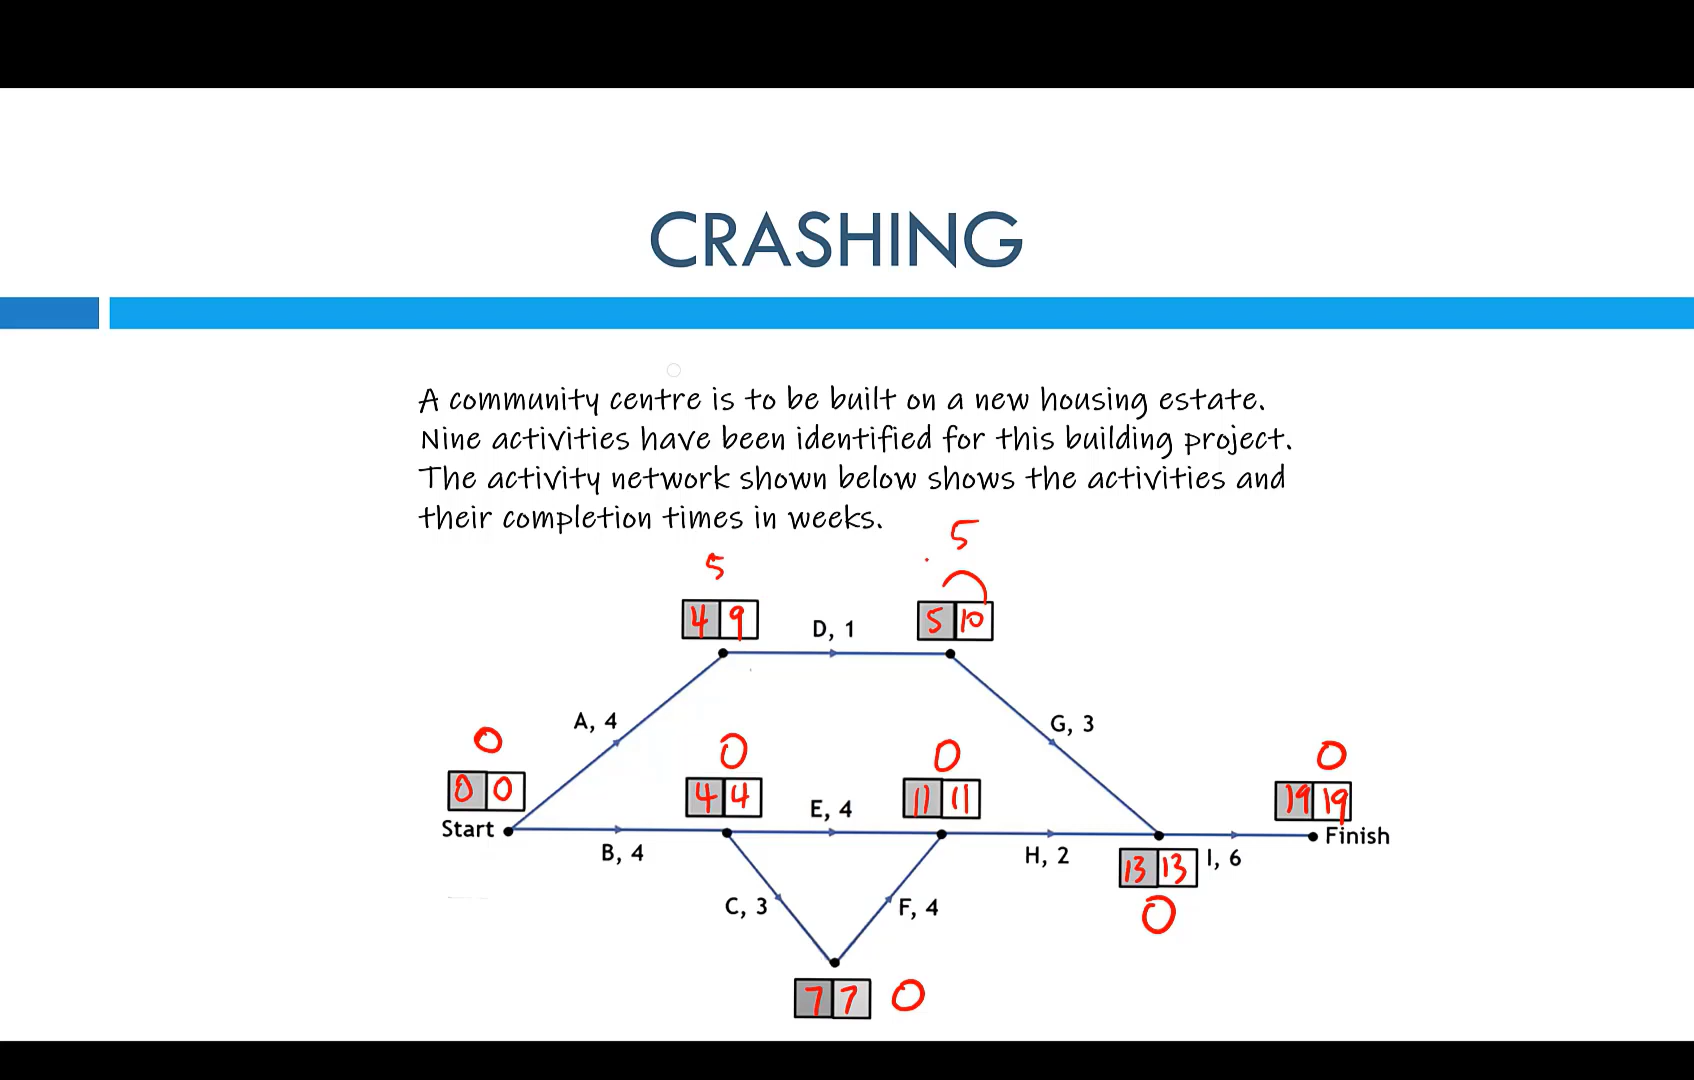 CRASHING
A community centre is to be built on a new housing estate.
Nine activities have been identified for this building project.
The activity network shown below shows the activities and
their completion times in weeks.
5
5
4 9
D, 1
5 10
A, 4
G, 3
0
0
0
0
0 0
4 4
E, 4
11 11
19 19
Start
B, 4
H, 2
13 13
I, 6
Finish
C, 3
F, 4
0
7 7
0